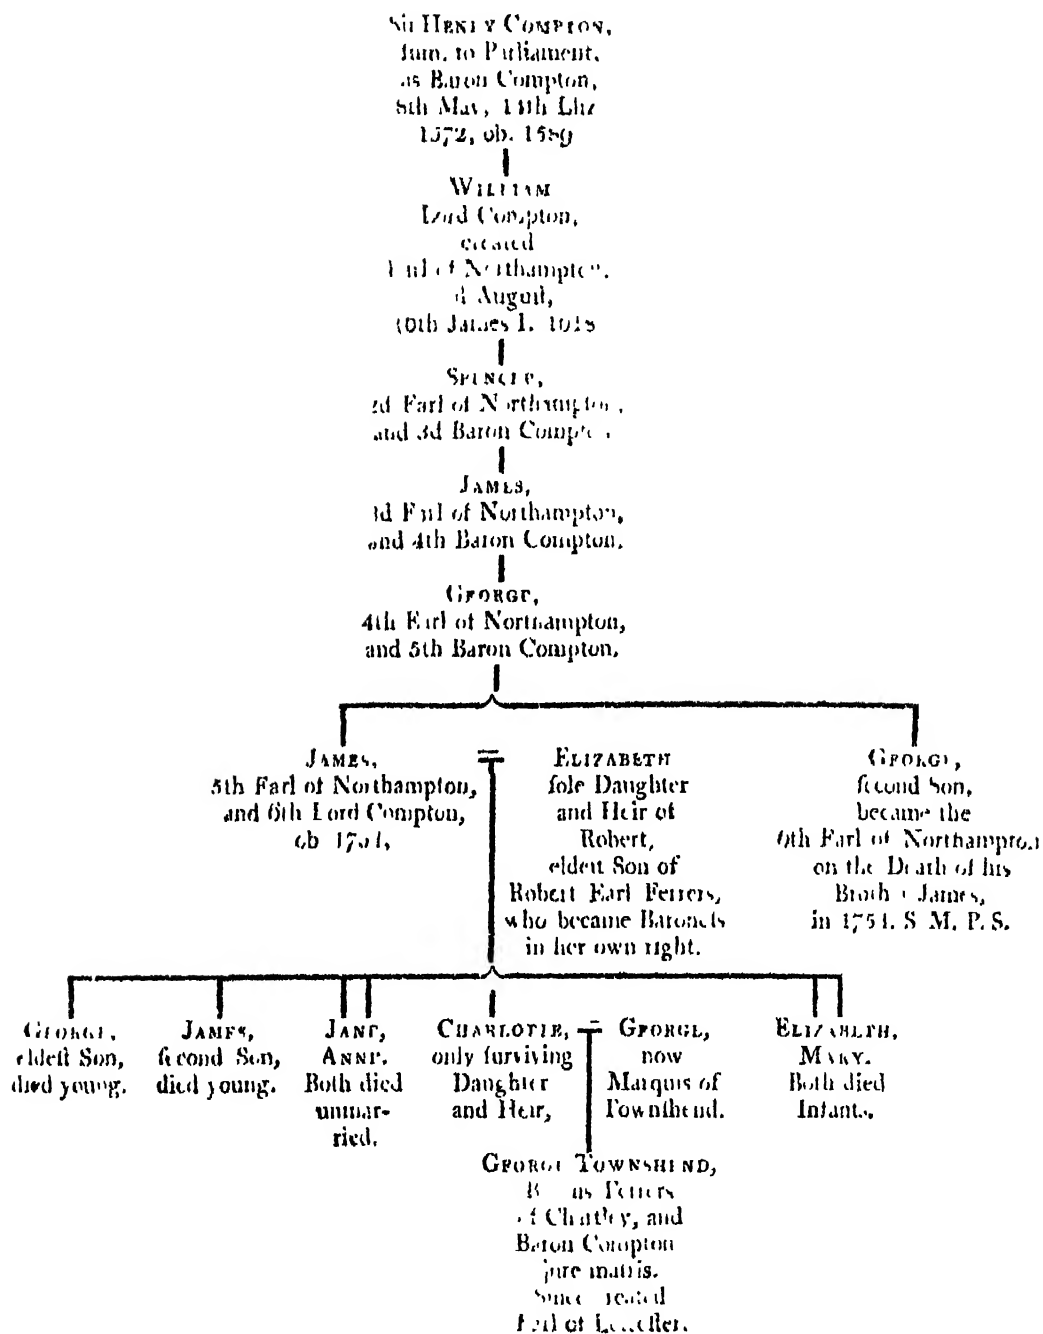 Sir HENRY COMPTON,
Sum. to Parliament,
as Baron Compton,
8th May, 14th Eliz
1572, ob. 1589
WILLIAM
Lord Compton,
created
Earl of Northampton,
August,
James I. 1618
SPENCER,
2d Earl of Northampton,
and 3d Baron Compton.
JAMES,
3d Earl of Northampton,
and 4th Baron Compton.
GEORGE,
4th Earl of Northampton,
and 5th Baron Compton.
JAMES,
5th Earl of Northampton,
and 6th Lord Compton,
ob 1754,
ELIZABETH
sole Daughter
and Heir of
Robert,
eldest Son of
Robert Earl Ferrers,
who became Baroness
in her own right.
GEORGE,
second Son,
became the
6th Earl of Northampton
on the Death of his
Brother James,
in 1754. S. M. P. S.
GEORGE,
eldest Son,
died young.
JAMES,
second Son,
died young.
JANE,
ANNE.
Both died
unmar-
ried.
CHARLOTTE,
only surviving
Daughter
and Heir,
GEORGE,
now
Marquis of
Townshend.
ELIZABETH,
MARY.
Both died
Infants.
GEORGE TOWNSHEND,
Ferrers
of Chartley, and
Baron Compton
jure matris.
Since created
Earl of Leicester.